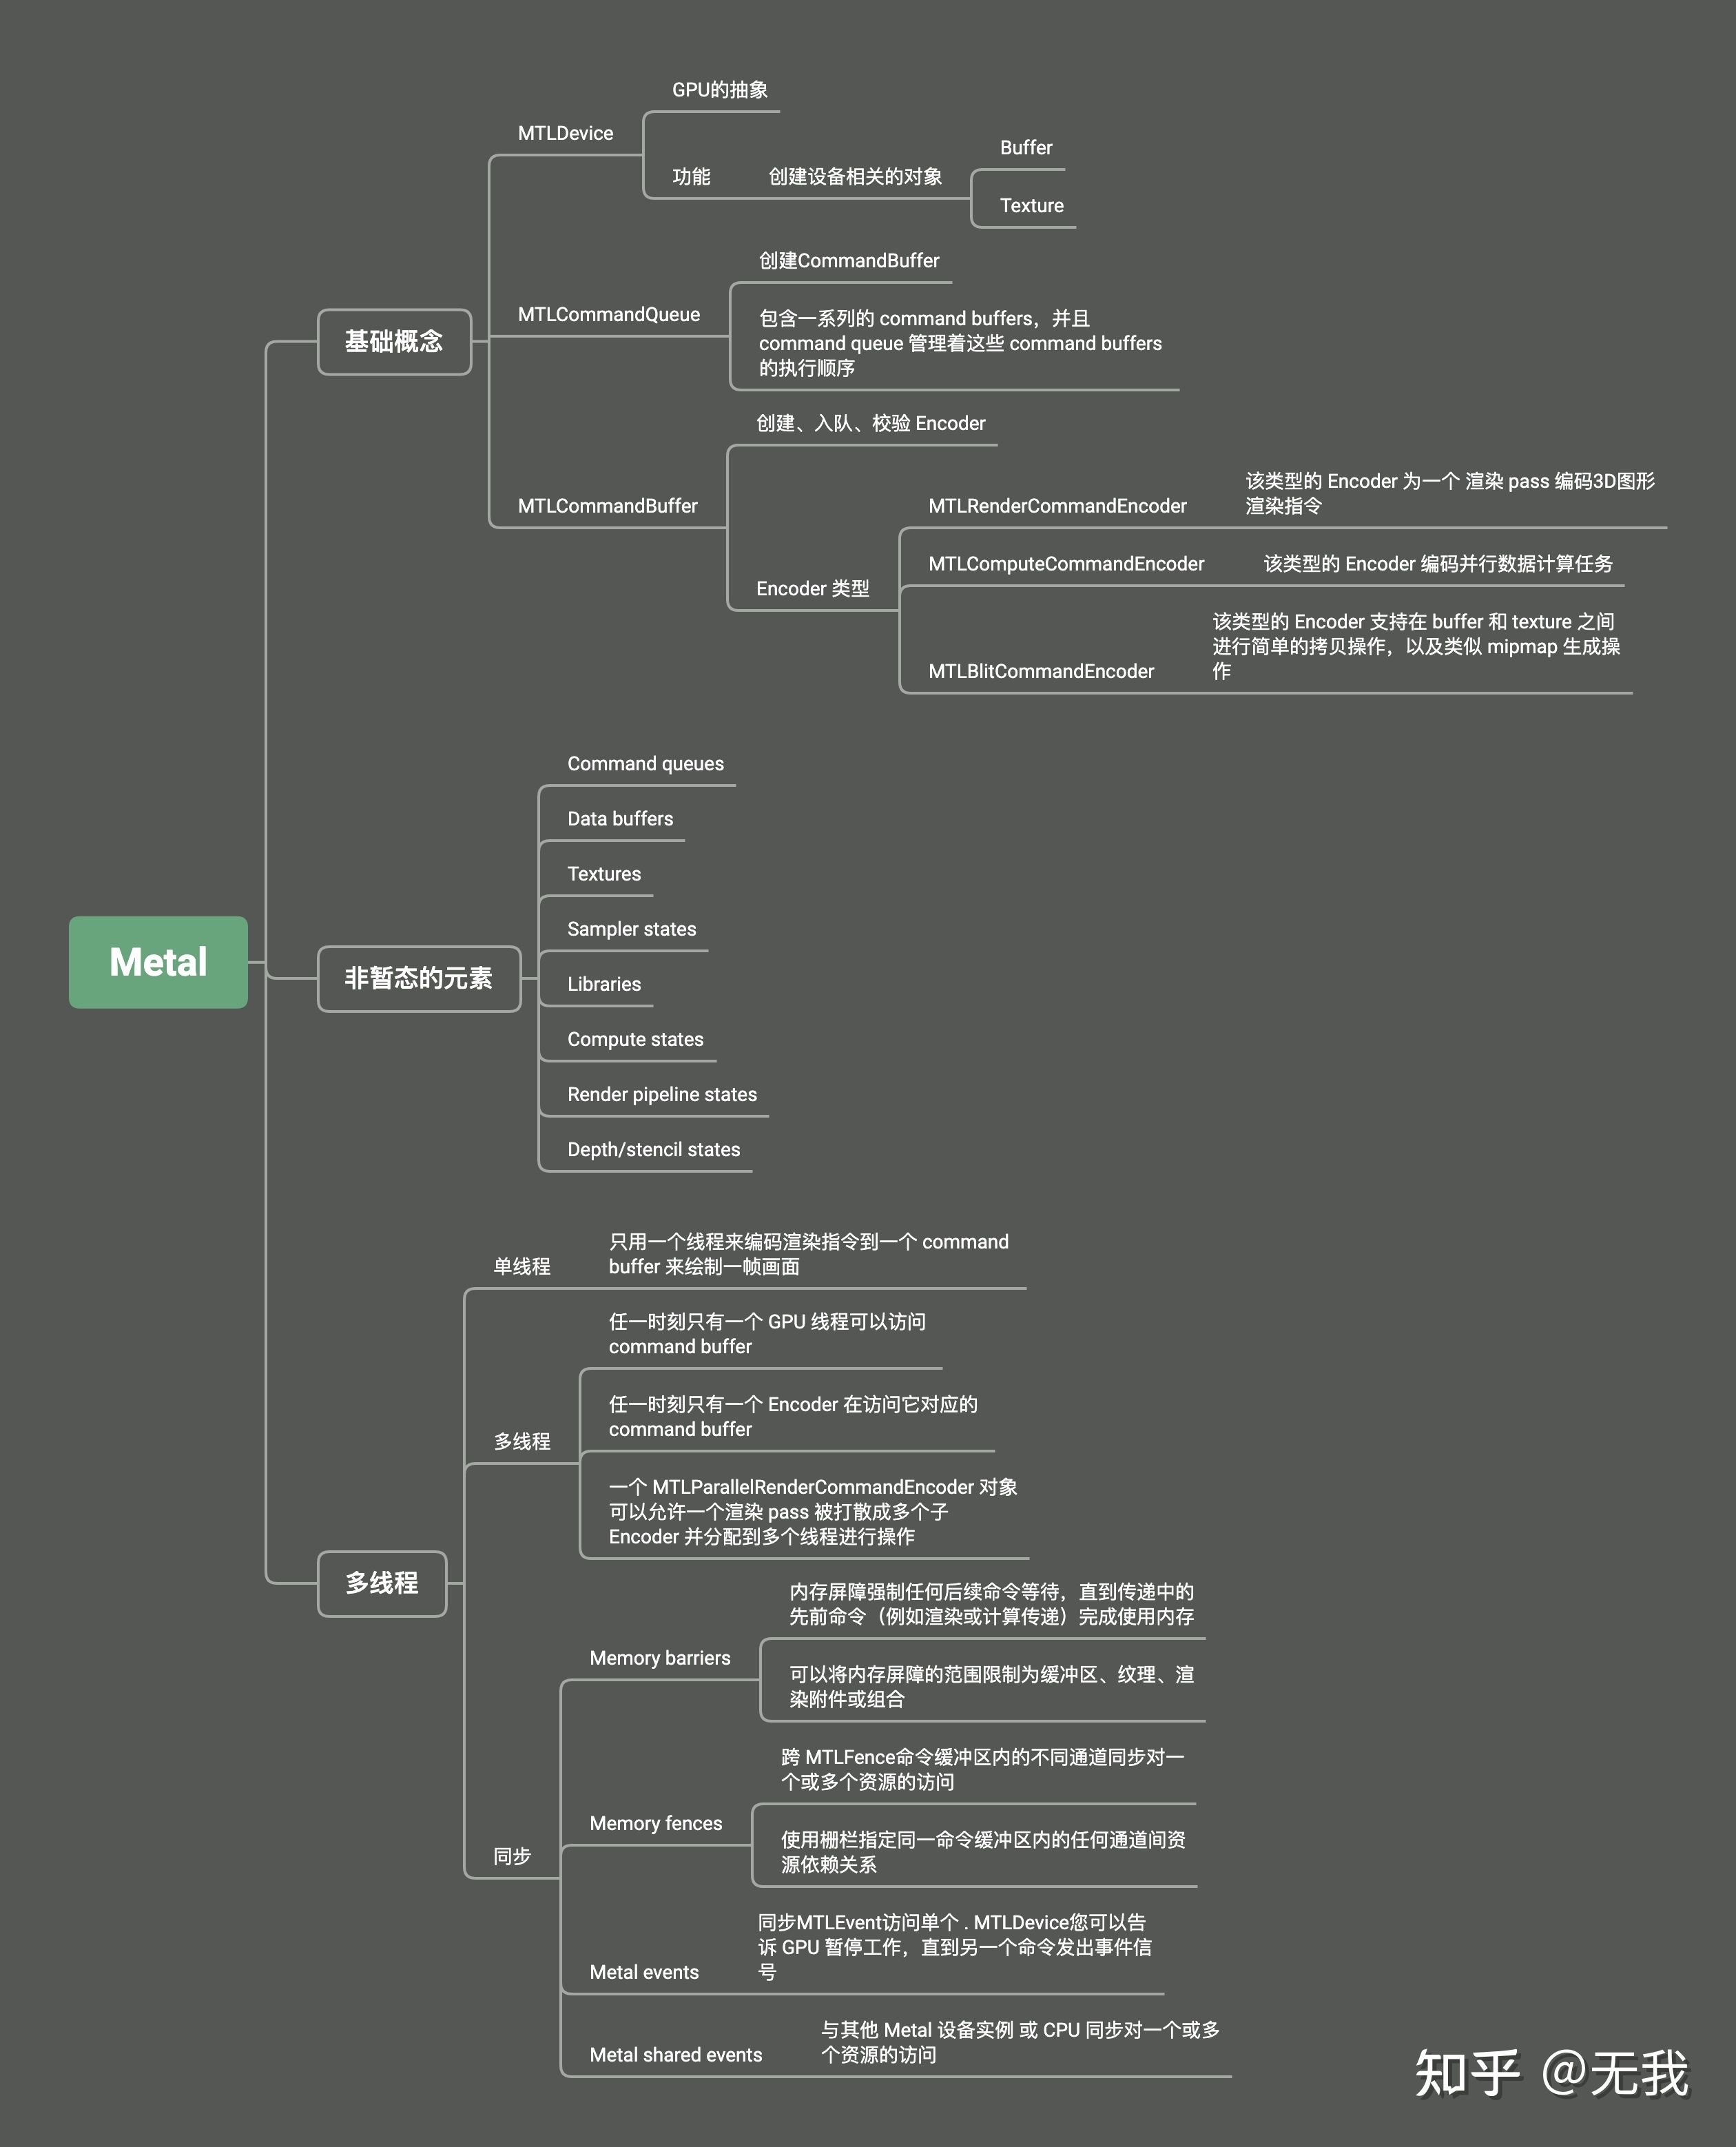 Metal
基础概念
MTLDevice
GPU的抽象
功能
创建设备相关的对象
Buffer
Texture
MTLCommandQueue
创建CommandBuffer
包含一系列的 command buffers，并且
command queue 管理着这些 command buffers
的执行顺序
MTLCommandBuffer
创建、入队、校验 Encoder
Encoder 类型
MTLRenderCommandEncoder
该类型的 Encoder 为一个 渲染 pass 编码3D图形
渲染指令
MTLComputeCommandEncoder
该类型的 Encoder 编码并行数据计算任务
MTLBlitCommandEncoder
该类型的 Encoder 支持在 buffer 和 texture 之间
进行简单的拷贝操作，以及类似 mipmap 生成操
作
非暂态的元素
Command queues
Data buffers
Textures
Sampler states
Libraries
Compute states
Render pipeline states
Depth/stencil states
多线程
单线程
只用一个线程来编码渲染指令到一个 command
buffer 来绘制一帧画面
多线程
任一时刻只有一个 GPU 线程可以访问
command buffer
任一时刻只有一个 Encoder 在访问它对应的
command buffer
一个 MTLParallelRenderCommandEncoder 对象
可以允许一个渲染 pass 被打散成多个子
Encoder 并分配到多个线程进行操作
同步
Memory barriers
内存屏障强制任何后续命令等待，直到传递中的
先前命令（例如渲染或计算传递）完成使用内存
可以将内存屏障的范围限制为缓冲区、纹理、渲
染附件或组合
Memory fences
跨 MTLFence命令缓冲区内的不同通道同步对一
个或多个资源的访问
使用栅栏指定同一命令缓冲区内的任何通道间资
源依赖关系
Metal events
同步MTLEvent访问单个 . MTLDevice您可以告
诉 GPU 暂停工作，直到另一个命令发出事件信
号
Metal shared events
与其他 Metal 设备实例 或 CPU 同步对一个或多
个资源的访问
知乎 @无我